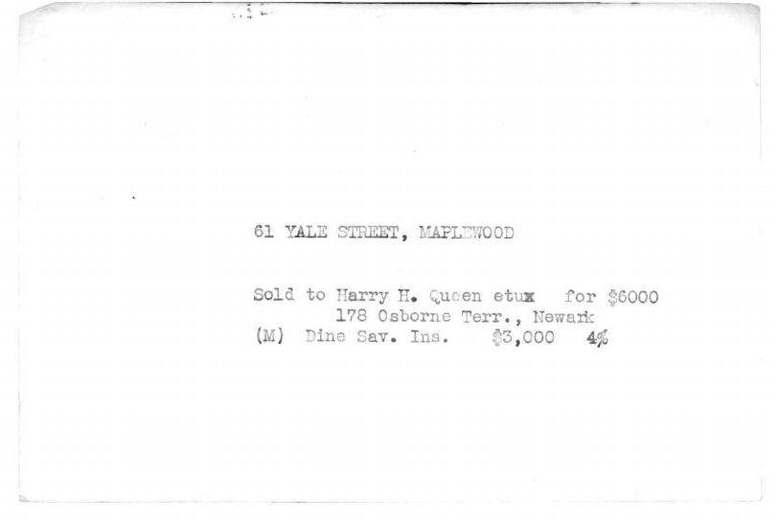 61 YALE STREET, MAPLEWOOD
Sold to Harry H. Queen etux for $6000
178 Osborne Terr., Newark
(M) Dine Sav. Ins. $3,000 4%